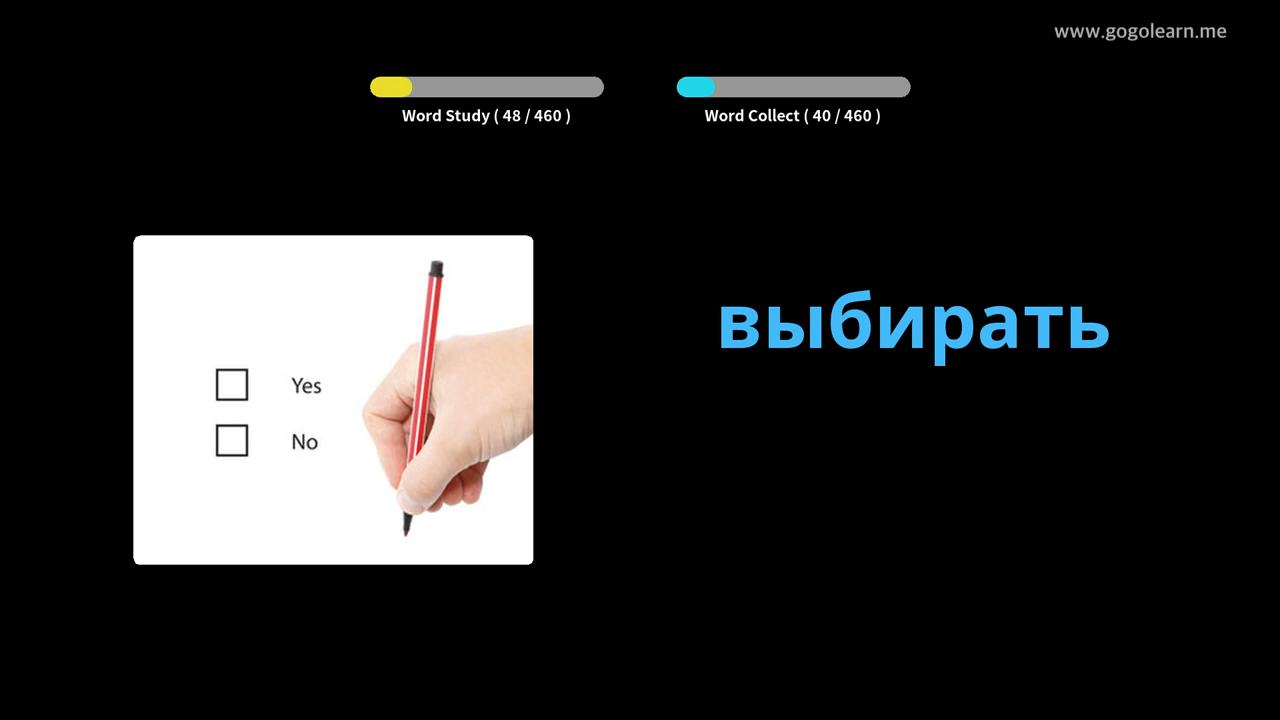 www.gogolearn.me
Word Study ( 48 / 460 )
Word Collect ( 40 / 460 )
Yes
No
выбирать